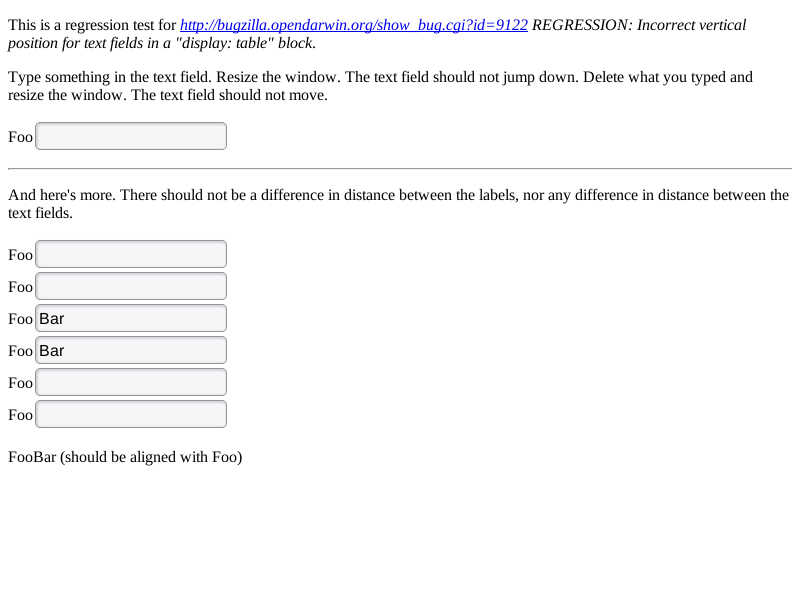 This is a regression test for http://bugzilla.opendarwin.org/show_bug.cgi?id=9122 REGRESSION: Incorrect vertical
position for text fields in a "display: table" block.
Type something in the text field. Resize the window. The text field should not jump down. Delete what you typed and
resize the window. The text field should not move.
Foo
And here's more. There should not be a difference in distance between the labels, nor any difference in distance between the
text fields.
Foo
Foo
Foo Bar
Foo Bar
Foo
Foo
FooBar (should be aligned with Foo)